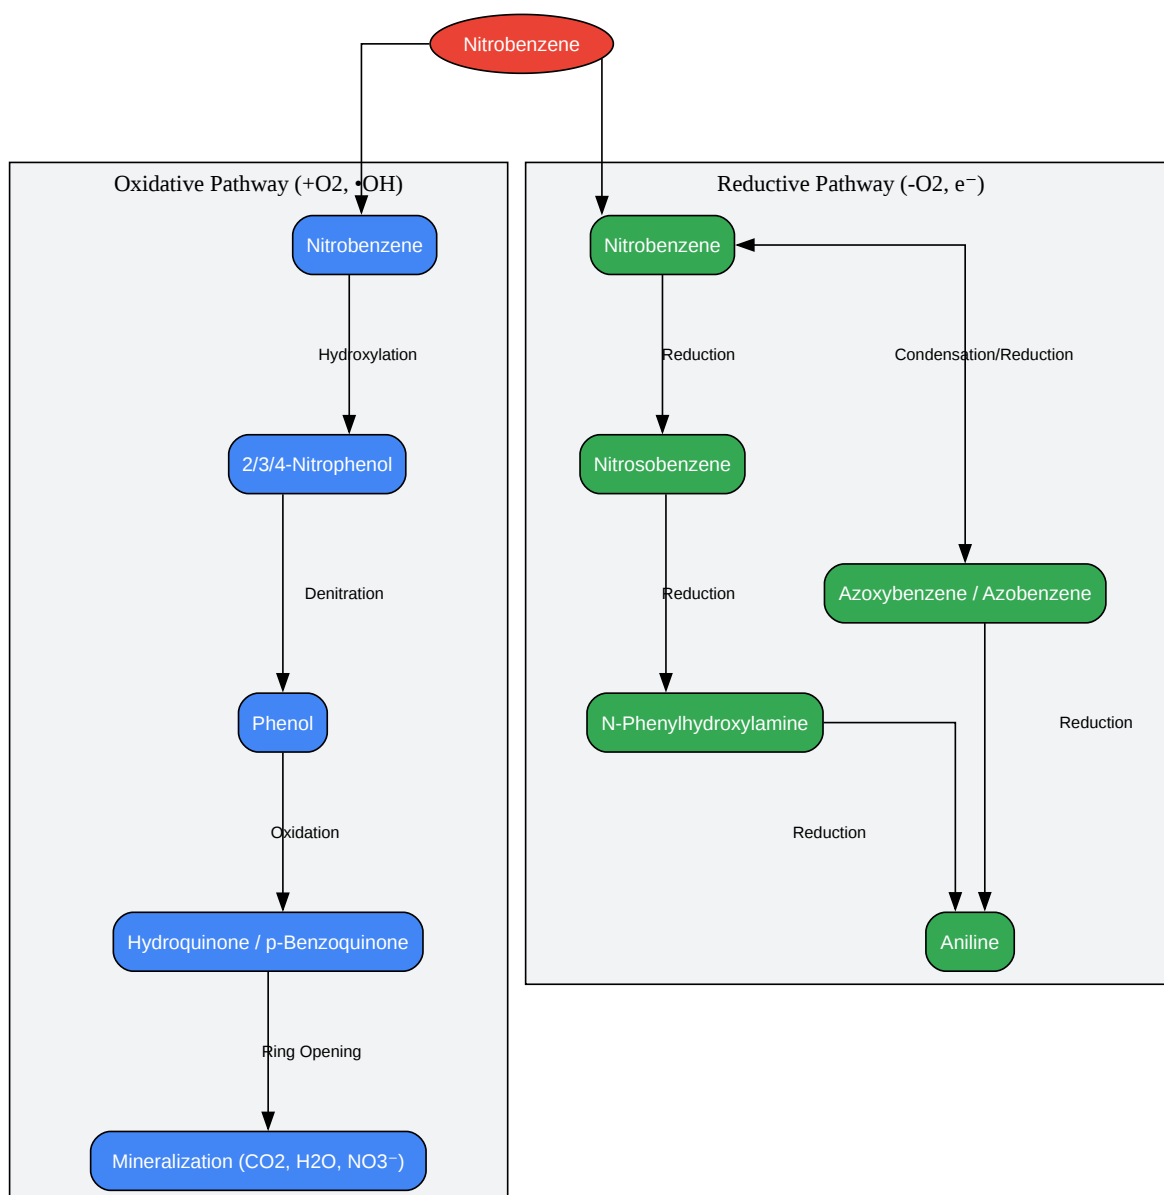 Nitrobenzene
Oxidative Pathway (+O2, •OH)
Nitrobenzene
Hydroxylation
2/3/4-Nitrophenol
Denitration
Phenol
Oxidation
Hydroquinone / p-Benzoquinone
Ring Opening
Mineralization (CO2, H2O, NO3⁻)
Reductive Pathway (-O2, e⁻)
Nitrobenzene
Reduction
Condensation/Reduction
Nitrosobenzene
Reduction
Azoxybenzene / Azobenzene
N-Phenylhydroxylamine
Reduction
Reduction
Aniline